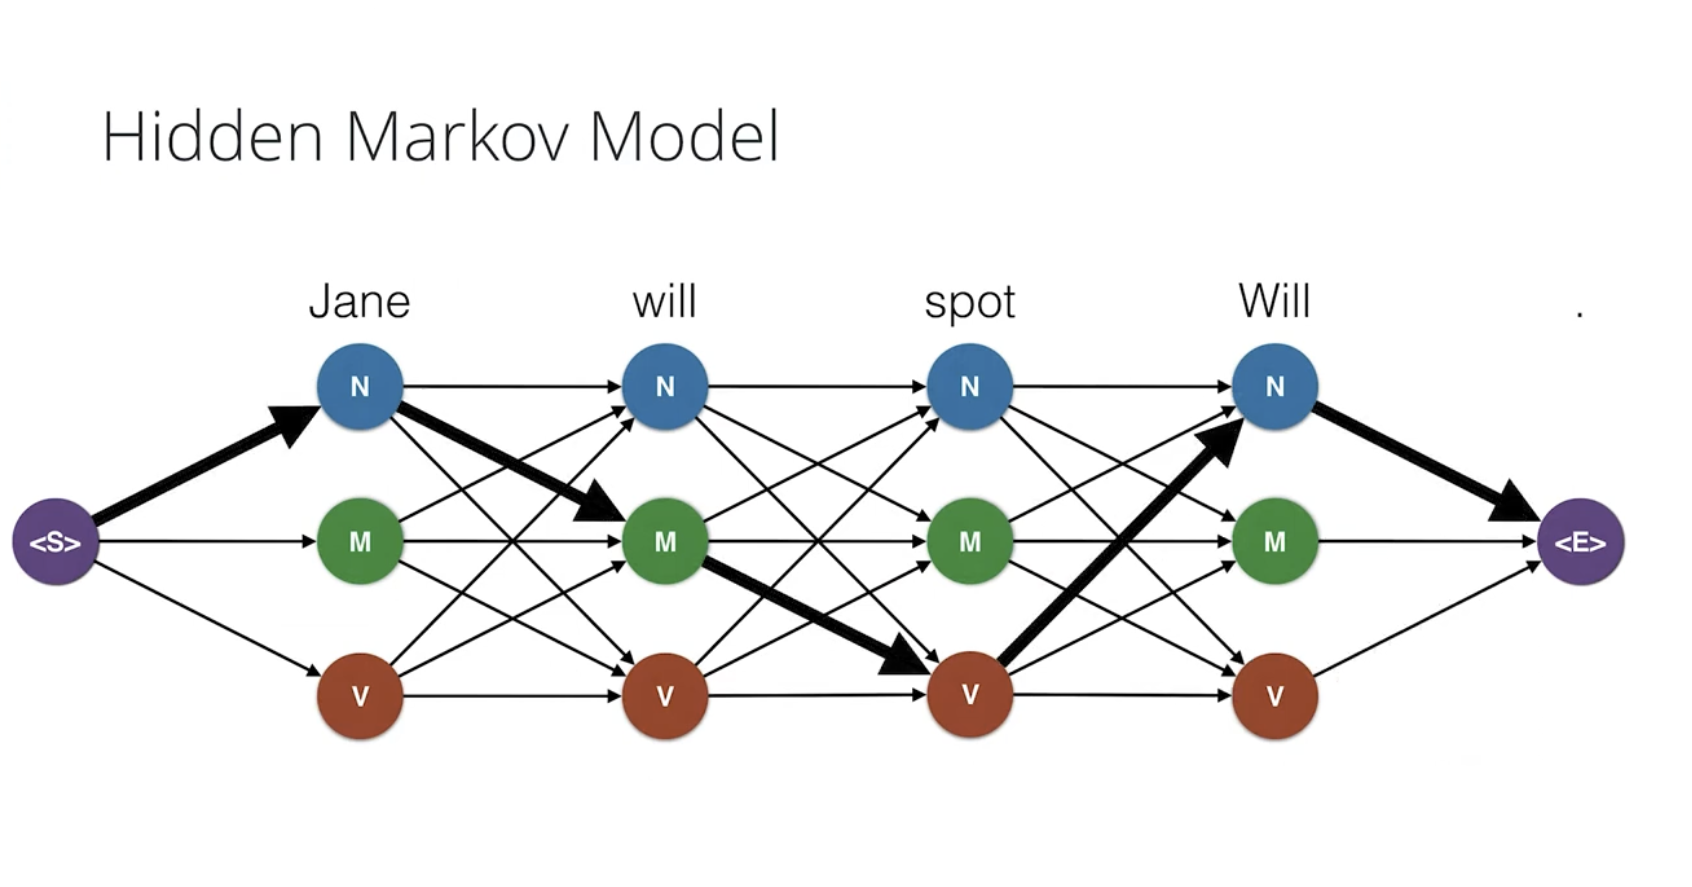 Hidden Markov Model
Jane will spot Will .
N N N N
<S> M M M M <E>
V V V V